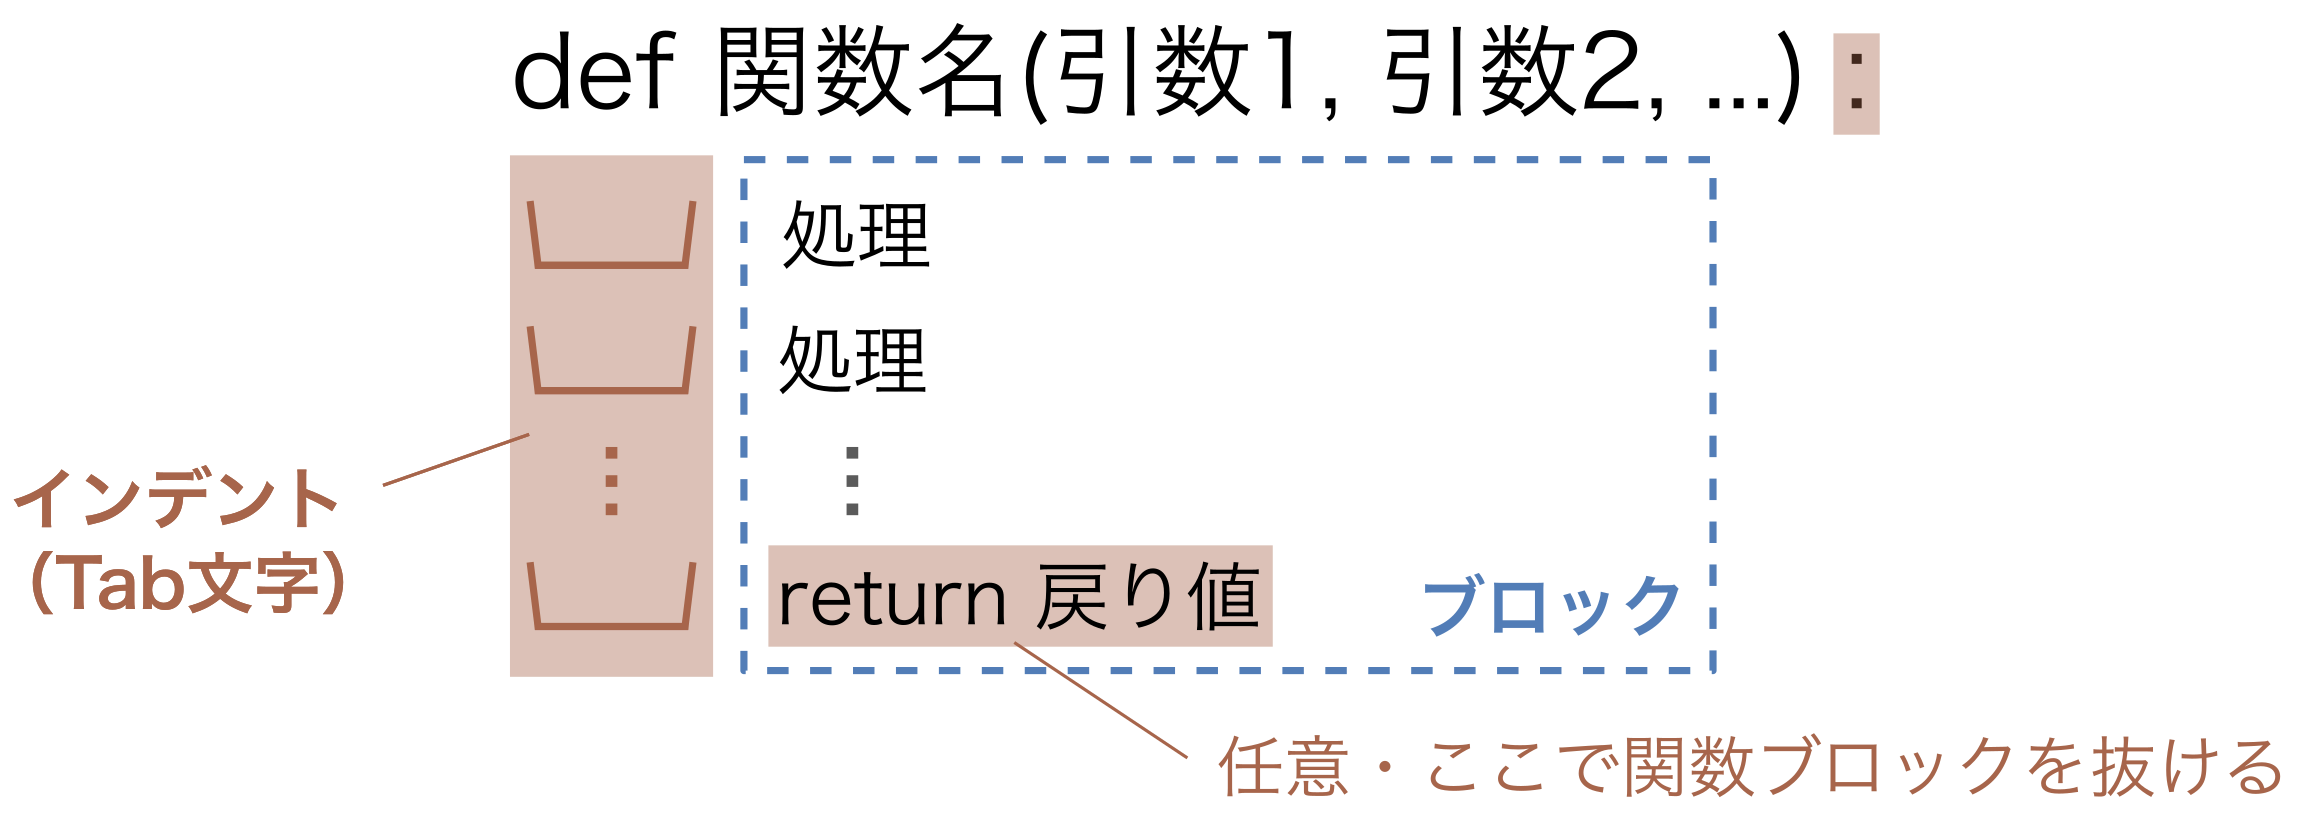 def 関数名(引数1, 引数2, ...) :
処理
処理
⋮ ⋮
インデント
（Tab文字）
return 戻り値
ブロック
任意・ここで関数ブロックを抜ける